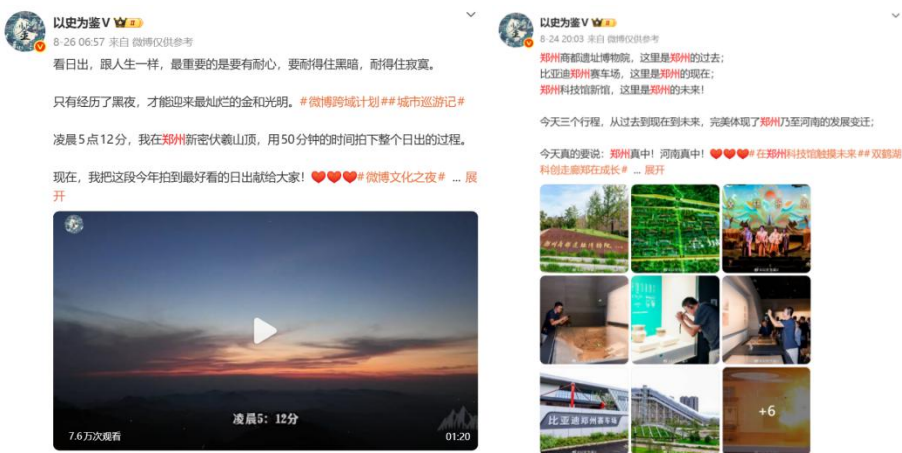 以史为鉴V
8-26 06:57 来自 微博仅供参考
看日出，跟人生一样，最重要的是要有耐心，要耐得住黑暗，耐得住寂寞。
只有经历了黑夜，才能迎来最灿烂的金和光明。#微博跨域计划##城市巡游记#
凌晨5点12分，我在郑州新密伏羲山顶，用50分钟的时间拍下整个日出的过程。
现在，我把这段今年拍到最好看的日出献给大家！❤❤❤#微博文化之夜# ... 展
开
凌晨5：12分
7.6万次观看
01:20
以史为鉴V
8-24 20:03 来自 微博仅供参考
郑州商都遗址博物院，这里是郑州的过去；
比亚迪郑州赛车场，这里是郑州的现在；
郑州科技馆新馆，这里是郑州的未来！
今天三个行程，从过去到现在到未来，完美体现了郑州乃至河南的发展变迁；
今天真的要说：郑州真中！河南真中！❤❤❤#在郑州科技馆触摸未来##双鹤湖
科创走廊郑在成长# ... 展开
比亚迪郑州赛车场
+6